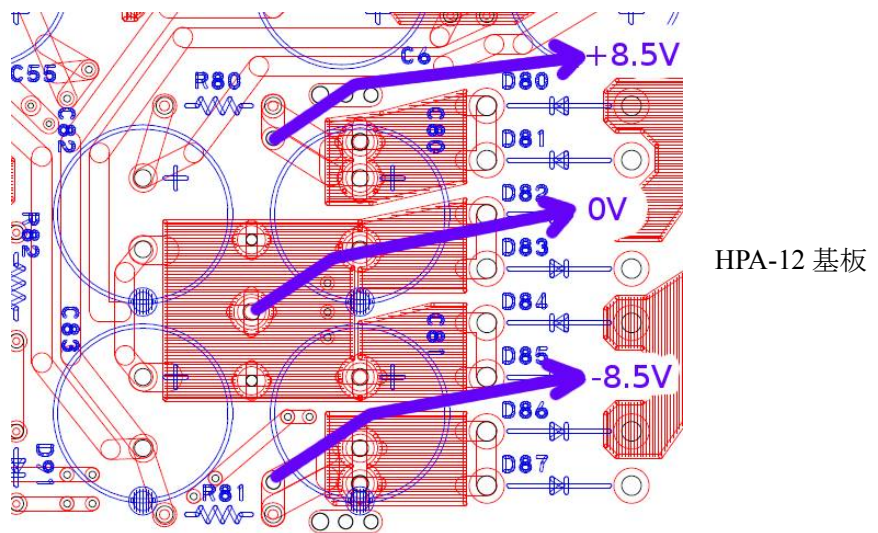 C6
+8.5V
C55
R80
D80
C82
C80
D81
D82
0V
R82
D83
HPA-12 基板
C83
D84
C81
D85
-8.5V
D86
D91
R81
D87